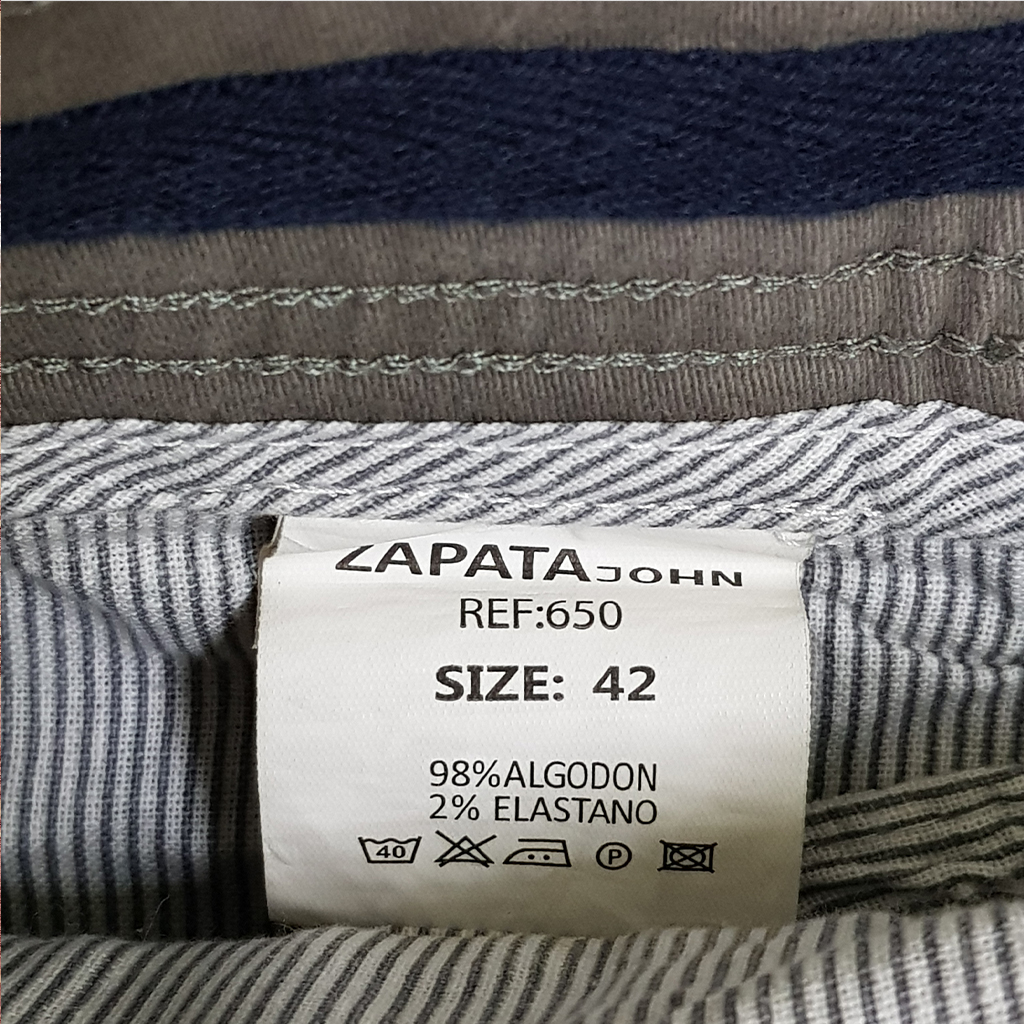 ZAPATA JOHN
REF:650
SIZE: 42
98%ALGODON
2% ELASTANO
40 P